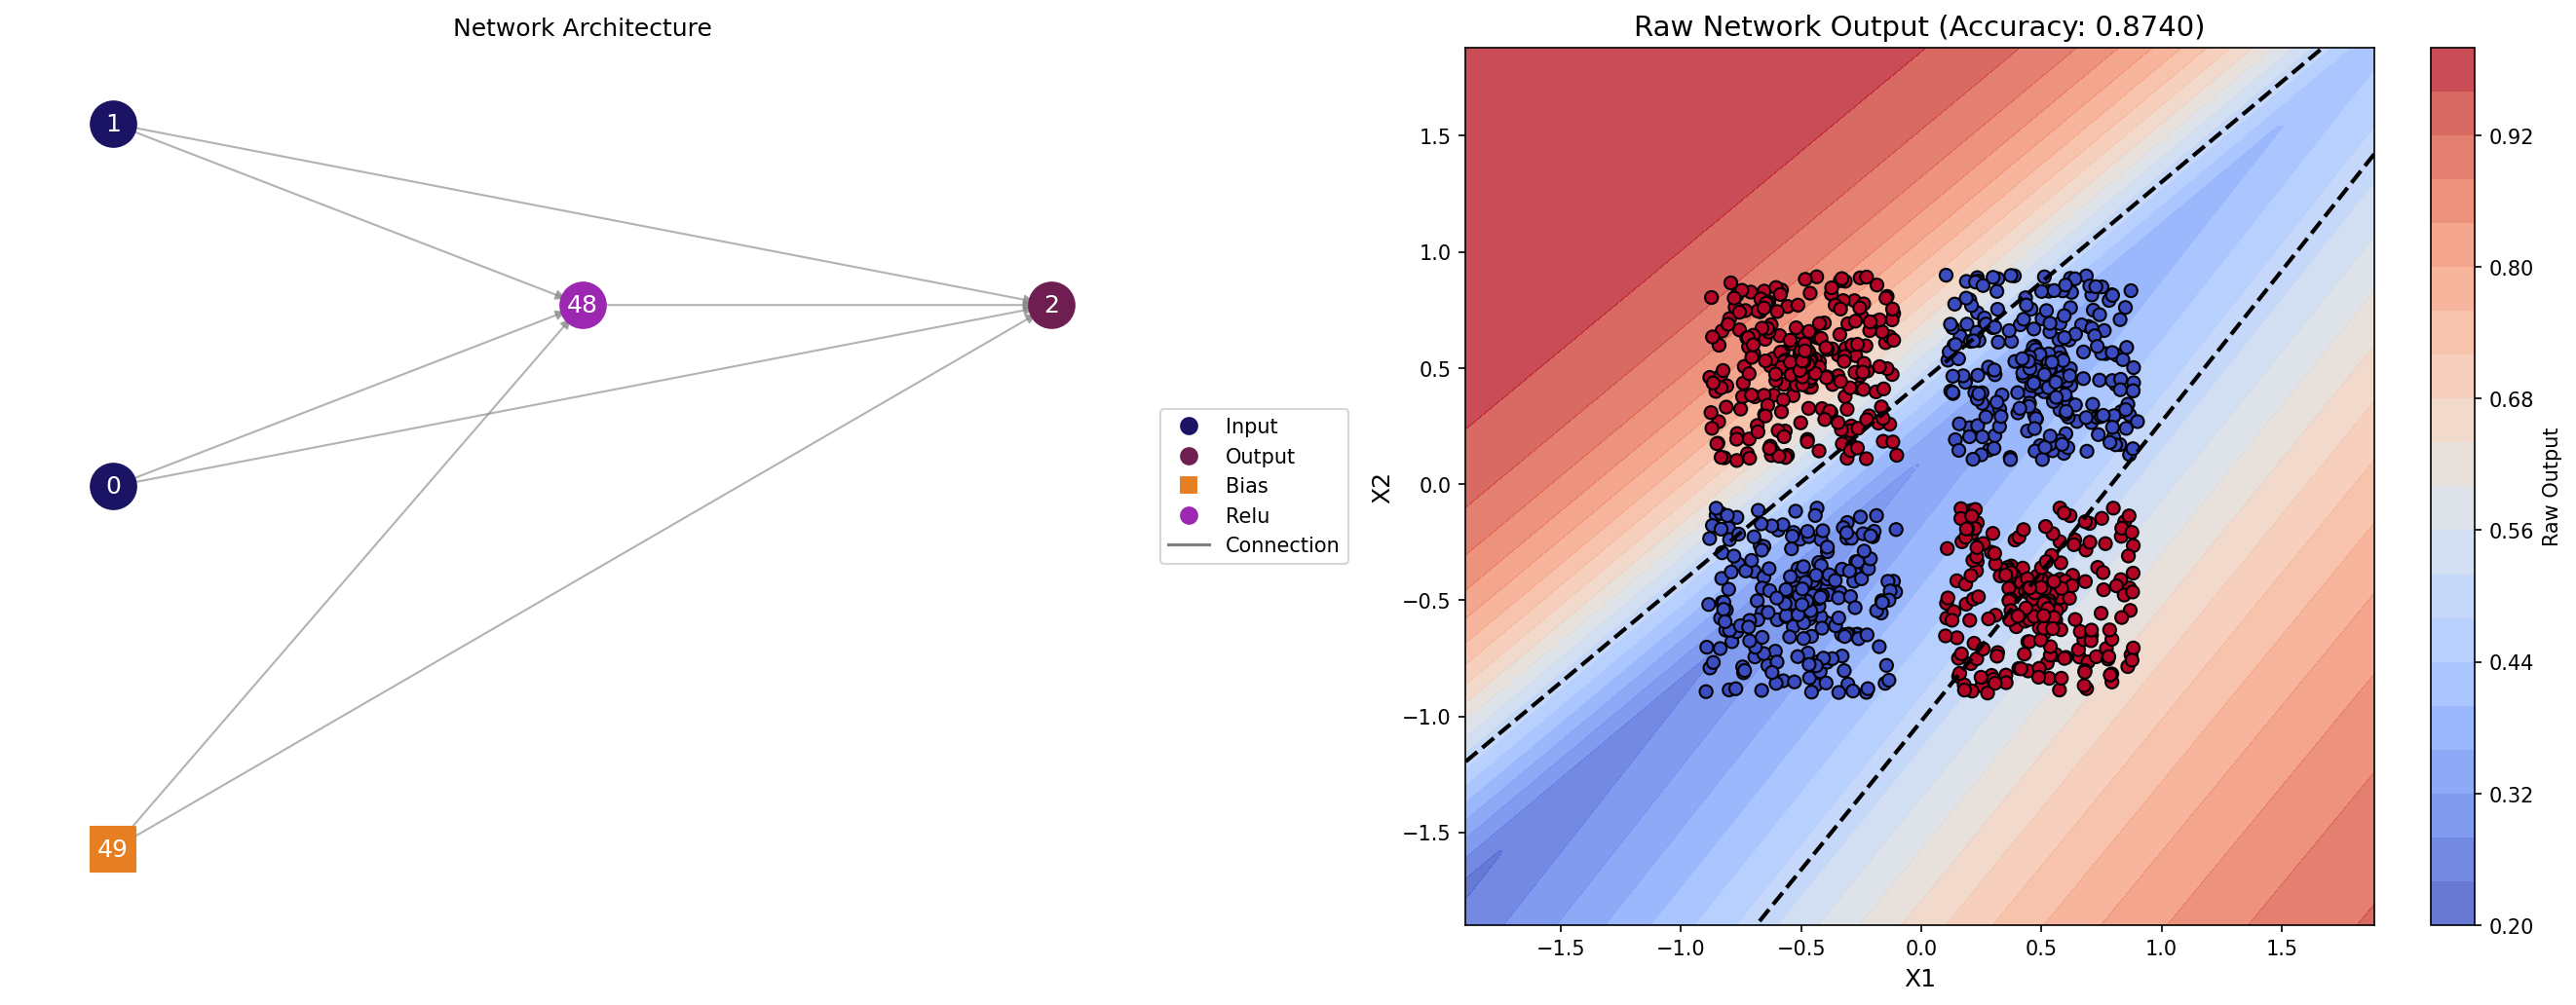 Network Architecture
1
48
2
0
49
Input
Output
Bias
Relu
Connection
Raw Network Output (Accuracy: 0.8740)
X2
1.5
1.0
0.5
0.0
−0.5
−1.0
−1.5
−1.5 −1.0 −0.5 0.0 0.5 1.0 1.5
X1
0.92
0.80
0.68
0.56
0.44
0.32
0.20
Raw Output